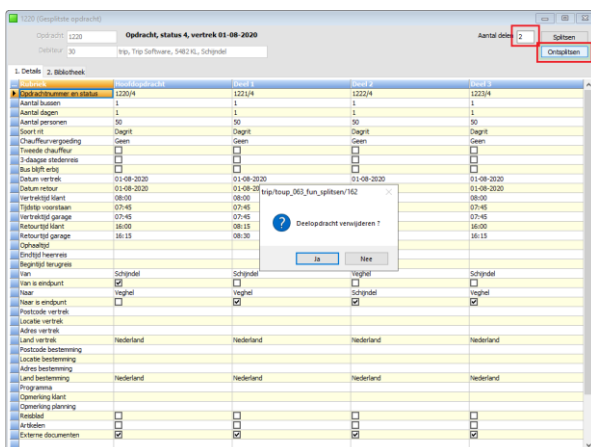 1220 (Gesplitste opdracht)
Opdracht 1220 Opdracht, status 4, vertrek 01-08-2020 Aantal delen 2 Splitsen
Debiteur 30 trip, Trip Software, 5482 KL, Schijndel Ontsplitsen
1. Details 2. Bibliotheek
Rubriek Hoofdopdracht Deel 1 Deel 2 Deel 3
Opdrachtnummer en status 1220/4 1221/4 1222/4 1223/4
Aantal bussen 1 1 1 1
Aantal dagen 1 1 1 1
Aantal personen 50 50 50 50
Soort rit Dagrit Dagrit Dagrit Dagrit
Chauffeurvergoeding Geen Geen Geen Geen
Tweede chauffeur
3-daagse stedenreis
Bus blijft erbij
Datum vertrek 01-08-2020 01-08-2020 01-08-2020 01-08-2020
Datum retour 01-08-2020 01-08-20 01-08-2020
Vertrektijd klant 08:00 08:00 08:00
Tijdstip voorstaan 07:45 07:45 07:45
Vertrektijd garage 07:45 07:45 07:45
Retourtijd klant 16:00 08:15 16:00
Retourtijd garage 16:15 08:30 16:15
Ophaaltijd
Eindtijd heenreis
Begintijd terugreis
Van Schijndel Schijndel Veghel Schijndel
Van is eindpunt
Naar Veghel Veghel Schijndel Veghel
Naar is eindpunt
Postcode vertrek
Locatie vertrek
Adres vertrek
Land vertrek Nederland Nederland Nederland Nederland
Postcode bestemming
Locatie bestemming
Adres bestemming
Land bestemming Nederland Nederland Nederland Nederland
Programma
Opmerking klant
Opmerking planning
Reisblad
Artikelen
Externe documenten
trip/toup_063_fun_splitsen/162
Deelopdracht verwijderen ?
Ja Nee